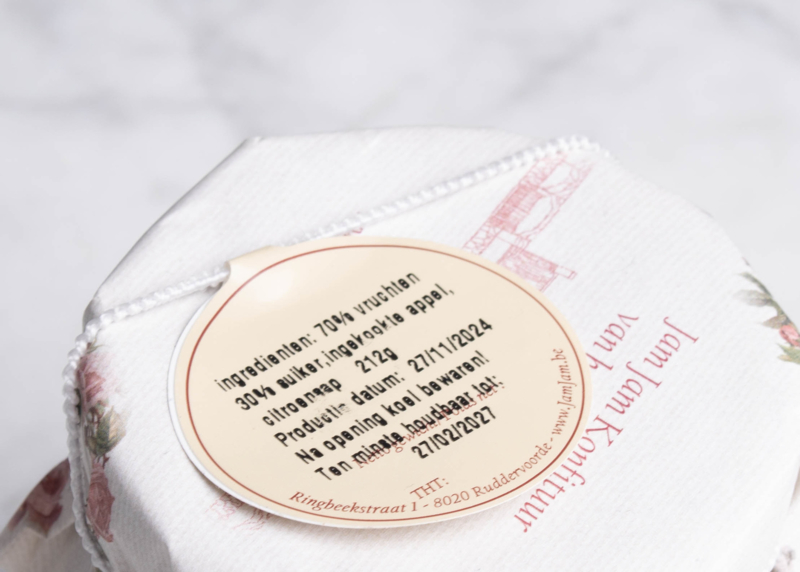 ingredienten: 70% vruchten
30% suiker,ingekookte appel,
citroensap 212g
Productie datum: 27/11/2024
Na opening koel bewaren!
Ten minste houdbaar tot:
27/02/2027
THT:
Ringbeekstraat 1 - 8020 Ruddervoorde - www.JamJam.be
Jam Jam Konfituur
van